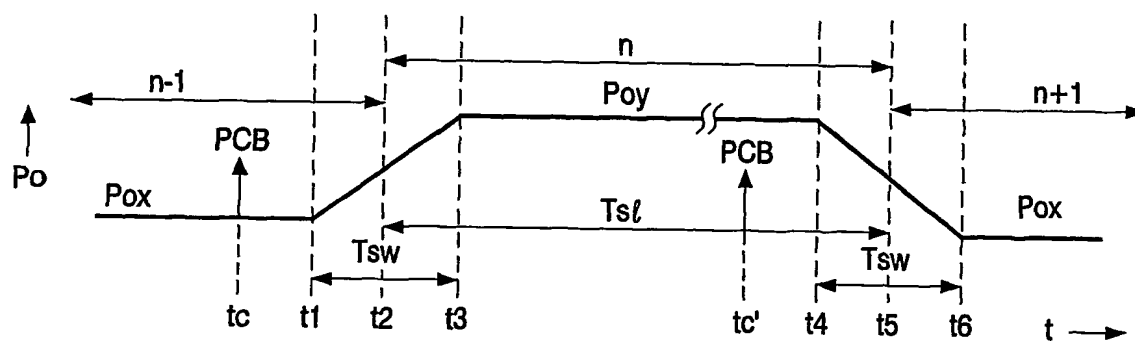 n
n-1
n+1
Poy
PCB
PCB
Po
Pox
Tsℓ
Pox
Tsw
Tsw
tc
t1
t2
t3
tc'
t4
t5
t6
t